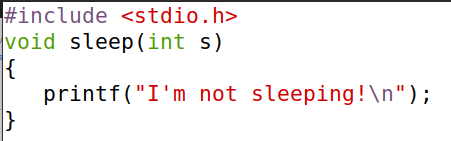 #include <stdio.h>
void sleep(int s)
{
   printf("I'm not sleeping!\n");
}